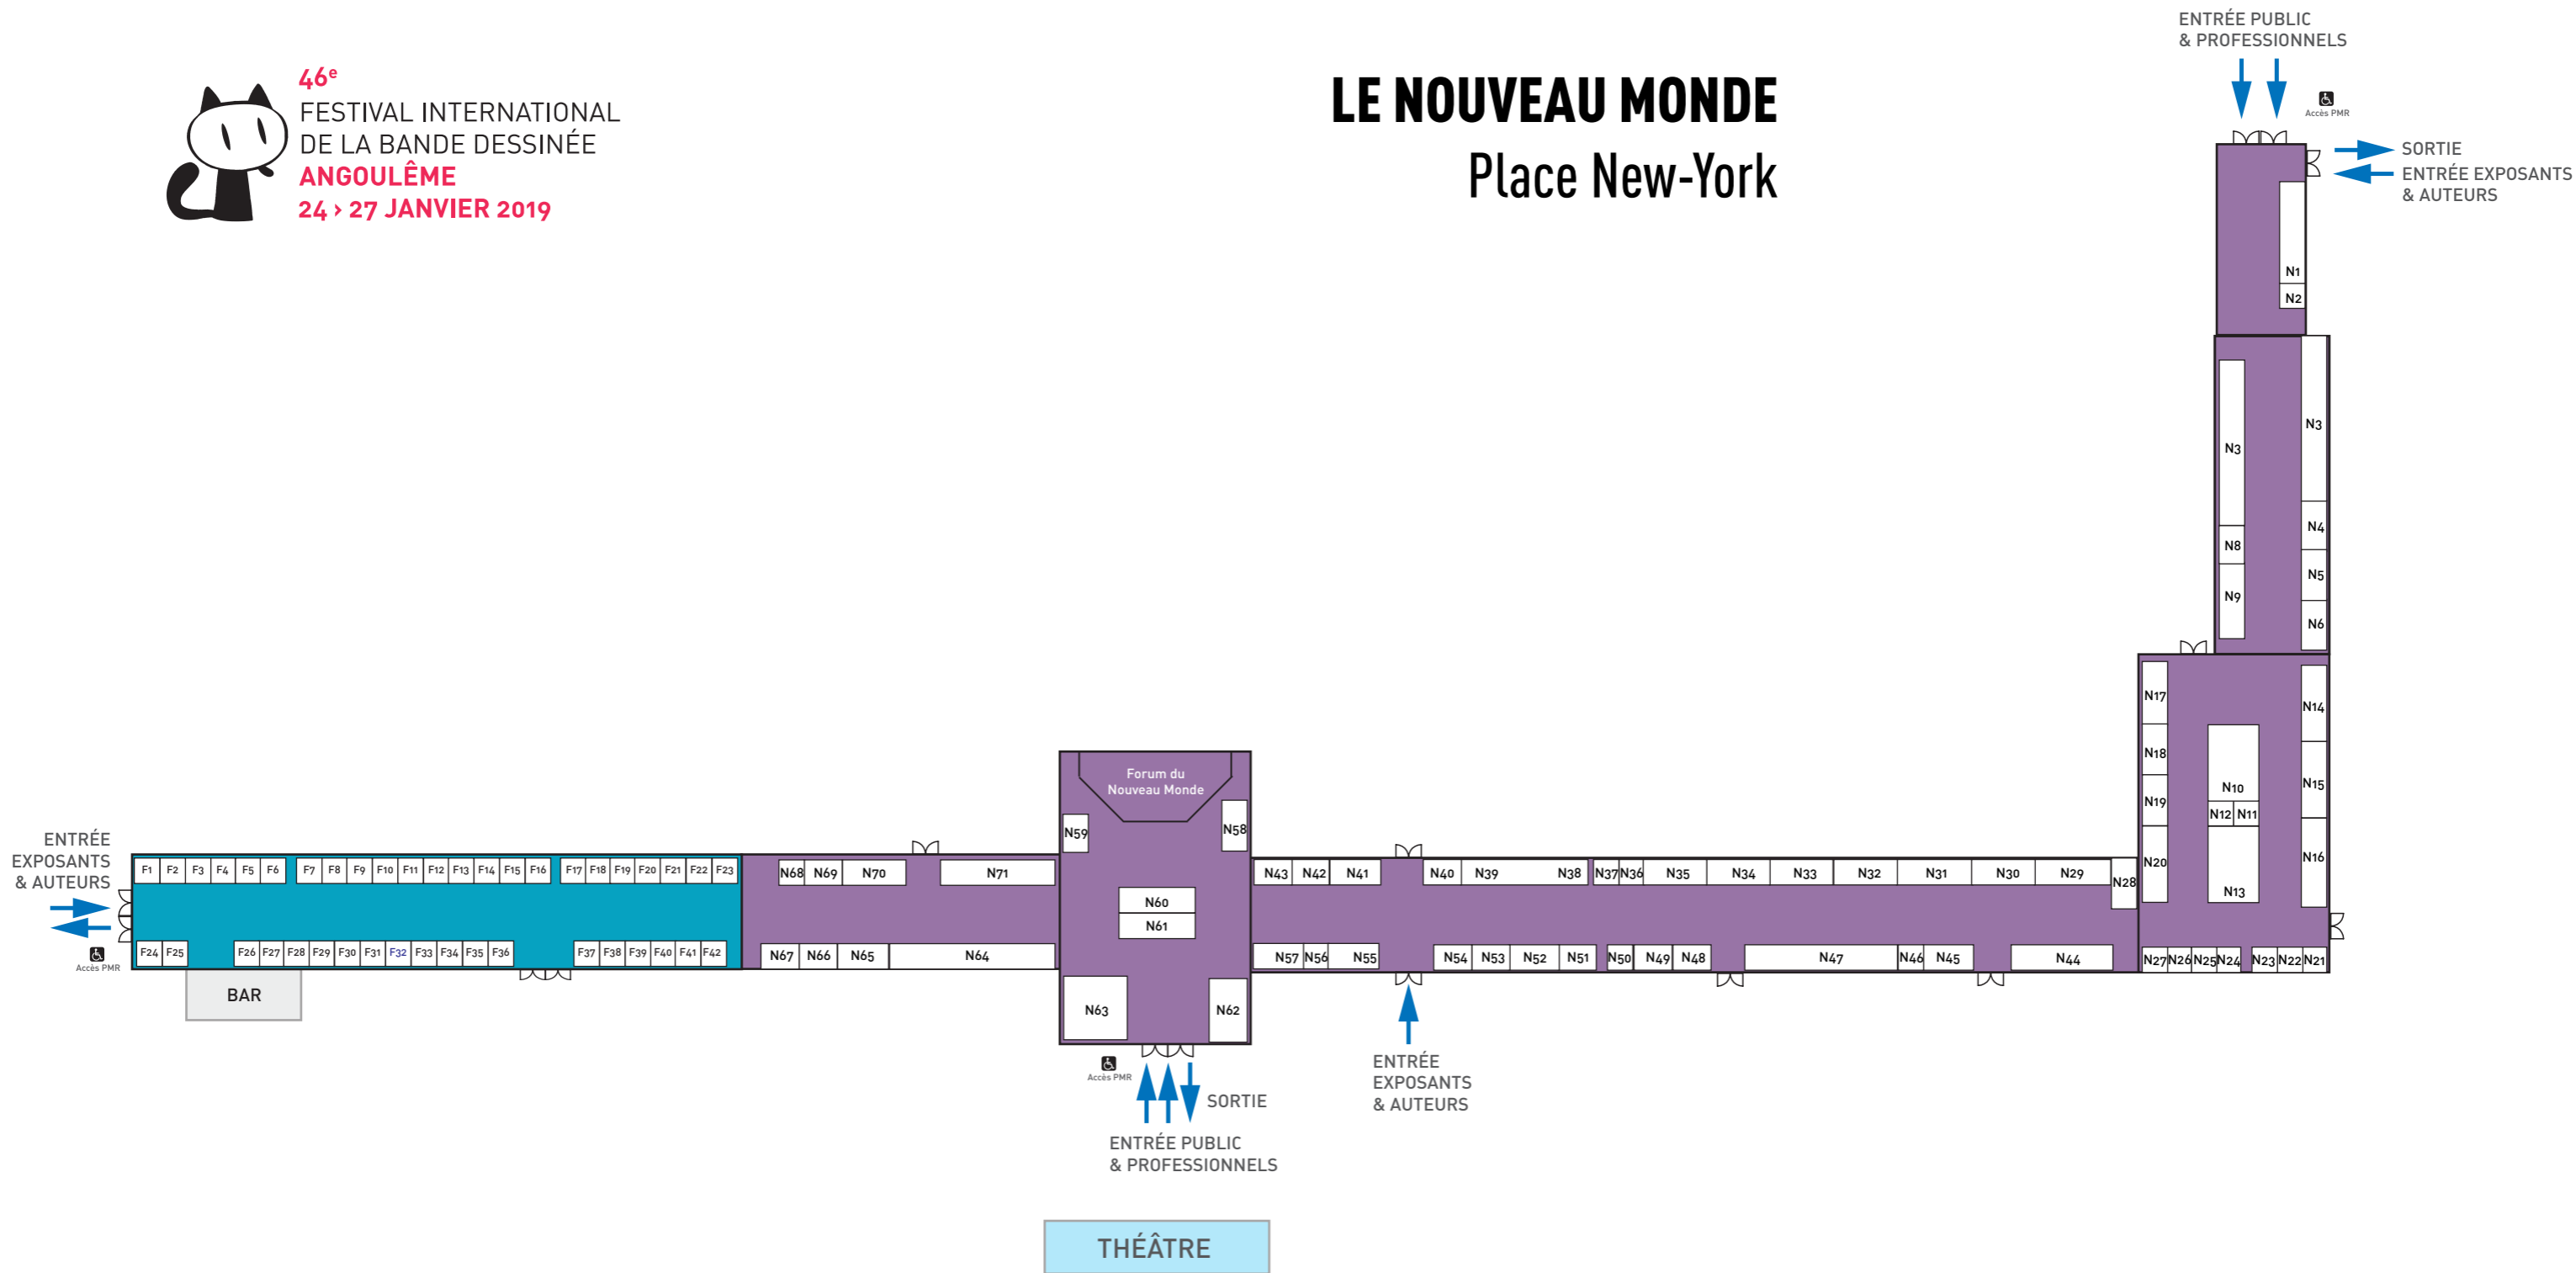 46e
FESTIVAL INTERNATIONAL
DE LA BANDE DESSINÉE
ANGOULÊME
24 › 27 JANVIER 2019
LE NOUVEAU MONDE
Place New-York
ENTRÉE PUBLIC
& PROFESSIONNELS
Accès PMR
SORTIE
ENTRÉE EXPOSANTS
& AUTEURS
N1
N2
N3
N3
N4
N8
N5
N9
N6
N17
N14
N18
N15
N10
N19
N12 N11
N16
N20
N13
N27 N26 N25 N24 N23 N22 N21
Forum du
Nouveau Monde
N59
N58
N60
N61
N63
N62
N43 N42 N41 N40 N39 N38 N37 N36 N35 N34 N33 N32 N31 N30 N29 N28
N57 N56 N55 N54 N53 N52 N51 N50 N49 N48 N47 N46 N45 N44
N68 N69 N70 N71
N67 N66 N65 N64
ENTRÉE
EXPOSANTS
& AUTEURS
Accès PMR
F1 F2 F3 F4 F5 F6 F7 F8 F9 F10 F11 F12 F13 F14 F15 F16 F17 F18 F19 F20 F21 F22 F23
F24 F25 F26 F27 F28 F29 F30 F31 F32 F33 F34 F35 F36 F37 F38 F39 F40 F41 F42
BAR
Accès PMR
SORTIE
ENTRÉE PUBLIC
& PROFESSIONNELS
ENTRÉE
EXPOSANTS
& AUTEURS
THÉÂTRE